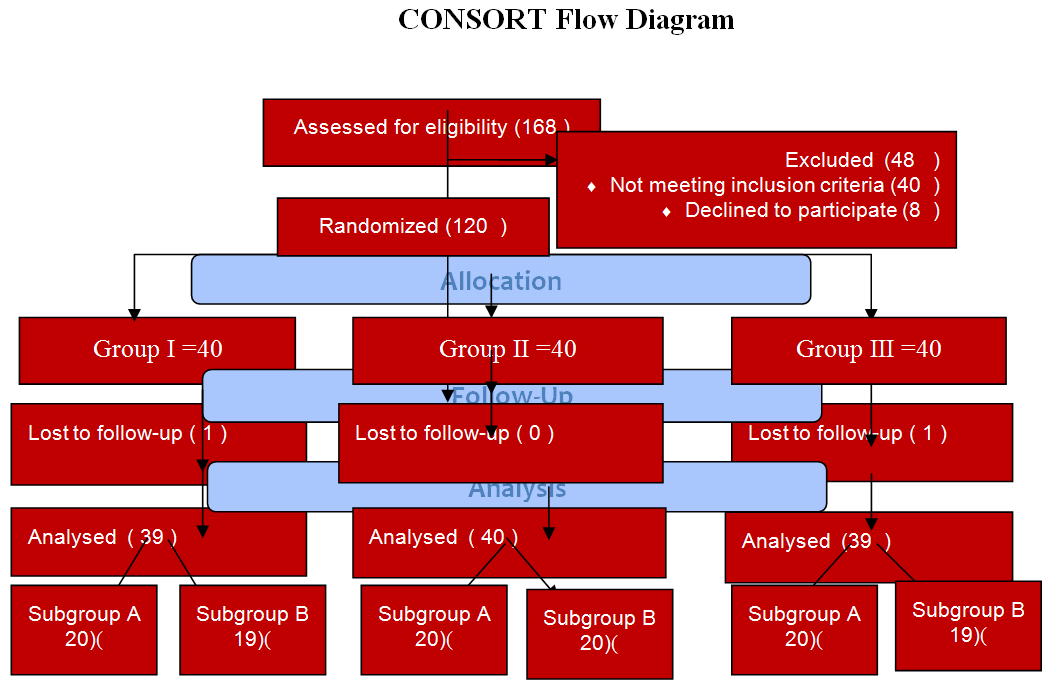 CONSORT Flow Diagram
Assessed for eligibility (168 )
Excluded (48 )
♦ Not meeting inclusion criteria (40 )
♦ Declined to participate (8 )
Randomized (120 )
Allocation
Group I =40
Group II =40
Group III =40
Follow-Up
Lost to follow-up ( 1 )
Lost to follow-up ( 0 )
Lost to follow-up ( 1 )
Analysis
Analysed ( 39 )
Analysed ( 40 )
Analysed (39 )
Subgroup A
20)(
Subgroup B
19)(
Subgroup A
20)(
Subgroup B
20)(
Subgroup A
20)(
Subgroup B
19)(